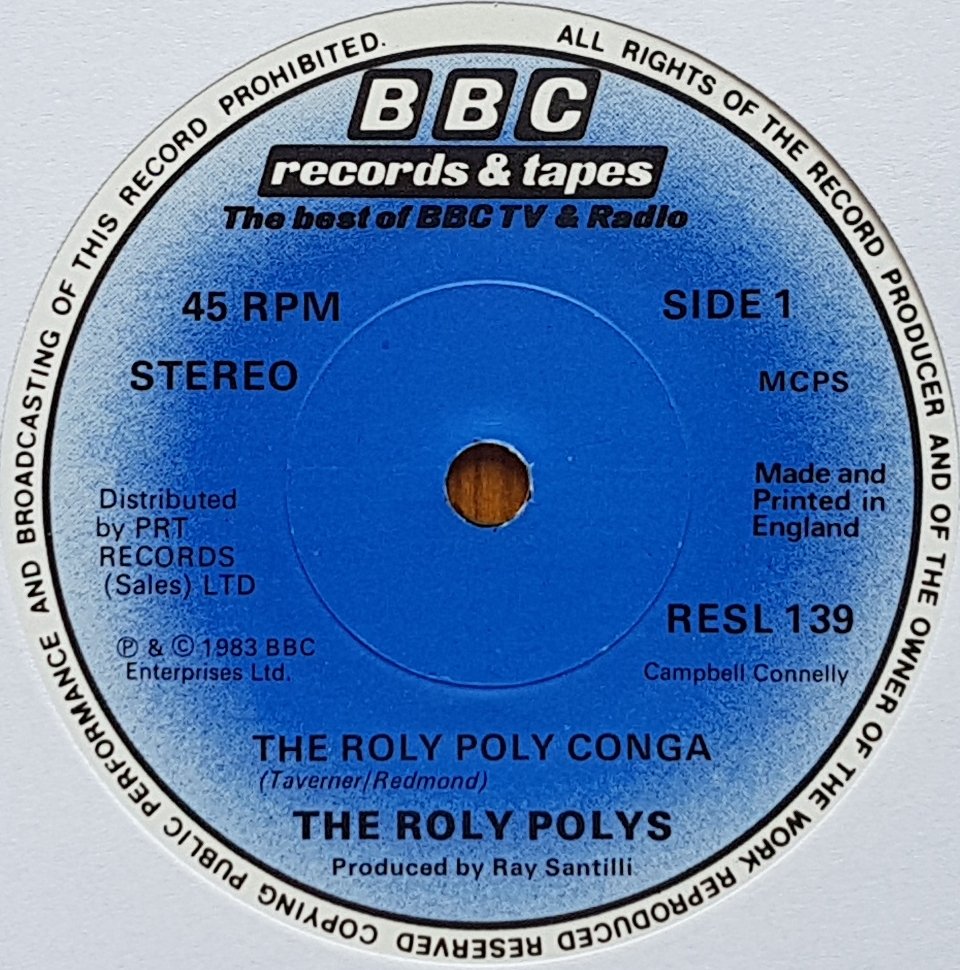 ALL RIGHTS OF THE RECORD PRODUCER AND OF THE OWNER OF THE WORK REPRODUCED RESERVED COPYING PUBLIC PERFORMANCE AND BROADCASTING OF THIS RECORD PROHIBITED.
BBC
records & tapes
The best of BBC TV & Radio
45 RPM
SIDE 1
STEREO
MCPS
Made and
Printed in
England
Distributed
by PRT
RECORDS
(Sales) LTD
RESL 139
℗ & © 1983 BBC
Enterprises Ltd.
Campbell Connelly
THE ROLY POLY CONGA
(Taverner/Redmond)
THE ROLY POLYS
Produced by Ray Santilli